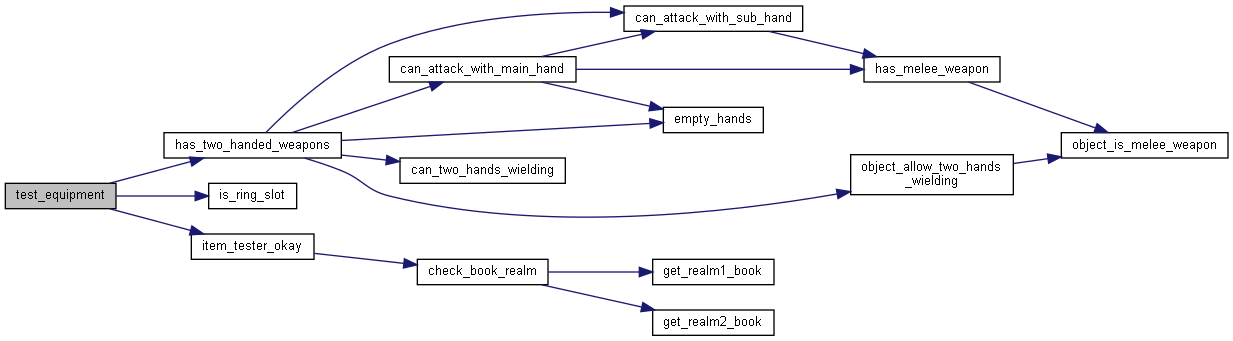 can_attack_with_sub_hand
can_attack_with_main_hand
has_melee_weapon
empty_hands
has_two_handed_weapons
object_is_melee_weapon
can_two_hands_wielding
object_allow_two_hands
_wielding
test_equipment
is_ring_slot
item_tester_okay
check_book_realm
get_realm1_book
get_realm2_book